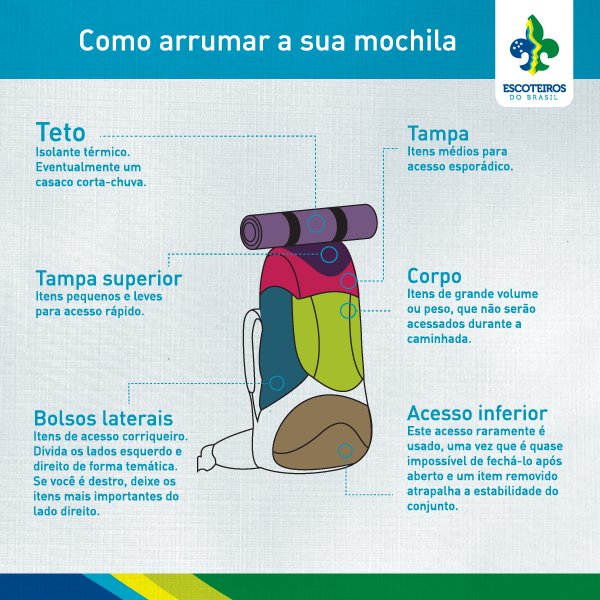 Como arrumar a sua mochila
ESCOTEIROS
DO BRASIL
Teto
Isolante térmico.
Eventualmente um
casaco corta-chuva.
Tampa
Itens médios para
acesso esporádico.
Tampa superior
Itens pequenos e leves
para acesso rápido.
Corpo
Itens de grande volume
ou peso, que não serão
acessados durante a
caminhada.
Bolsos laterais
Itens de acesso corriqueiro.
Divida os lados esquerdo e
direito de forma temática.
Se você é destro, deixe os
itens mais importantes do
lado direito.
Acesso inferior
Este acesso raramente é
usado, uma vez que é quase
impossível de fechá-lo após
aberto e um item removido
atrapalha a estabilidade do
conjunto.